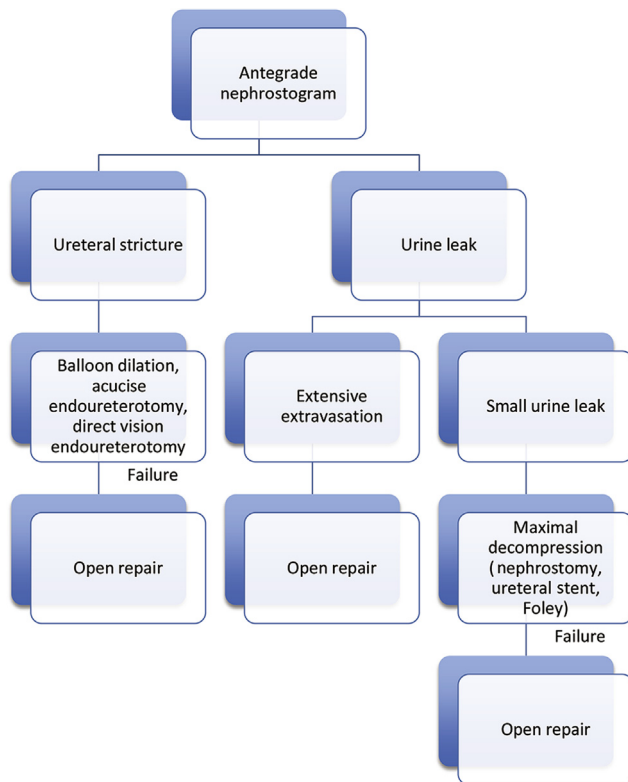 Antegrade
nephrostogram
Ureteral stricture
Urine leak
Balloon dilation,
acucise
endoureterotomy,
direct vision
endoureterotomy
Extensive
extravasation
Small urine leak
Failure
Open repair
Open repair
Maximal
decompression
( nephrostomy,
ureteral stent,
Foley)
Failure
Open repair